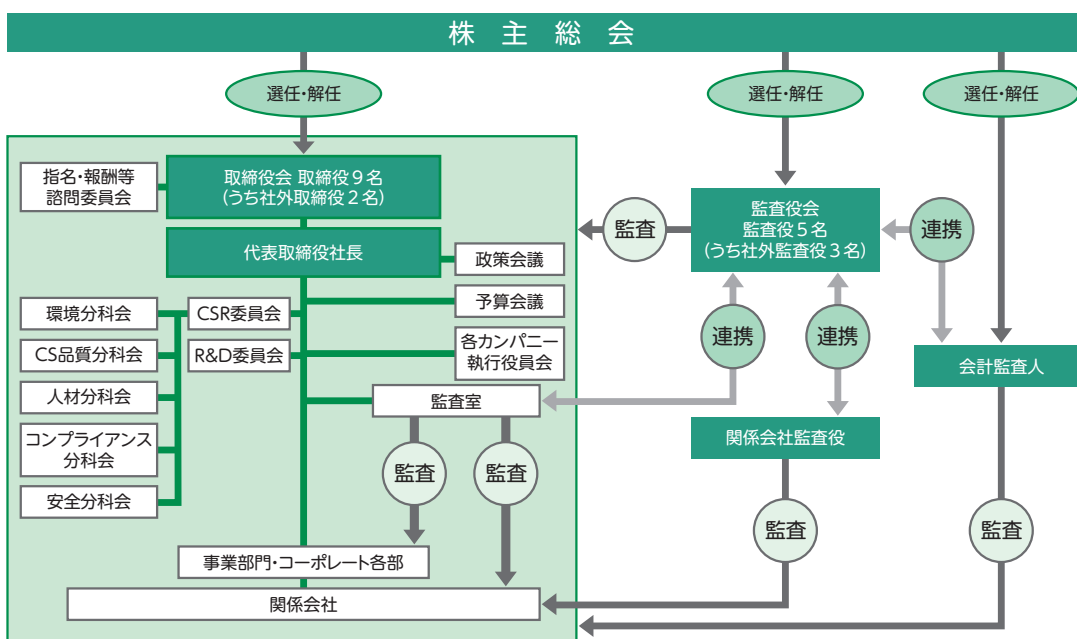 株主総会
選任・解任
選任・解任
選任・解任
指名・報酬等
諮問委員会
取締役会 取締役9名
(うち社外取締役2名)
監査役会
監査役5名
(うち社外監査役3名)
監査
連携
代表取締役社長
政策会議
環境分科会
CSR委員会
予算会議
CS品質分科会
R&D委員会
各カンパニー
執行役員会
連携
連携
会計監査人
人材分科会
監査室
コンプライアンス
分科会
関係会社監査役
安全分科会
監査
監査
監査
監査
事業部門・コーポレート各部
関係会社